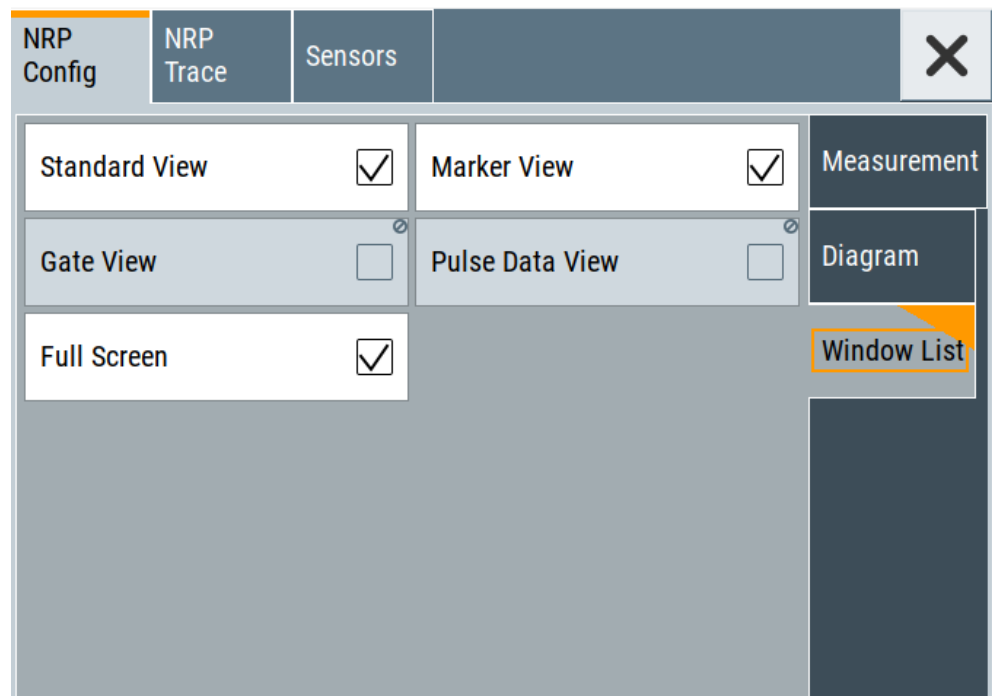 NRP
Config
NRP
Trace
Sensors
Standard View
Marker View
Measurement
Gate View
Pulse Data View
Diagram
Full Screen
Window List